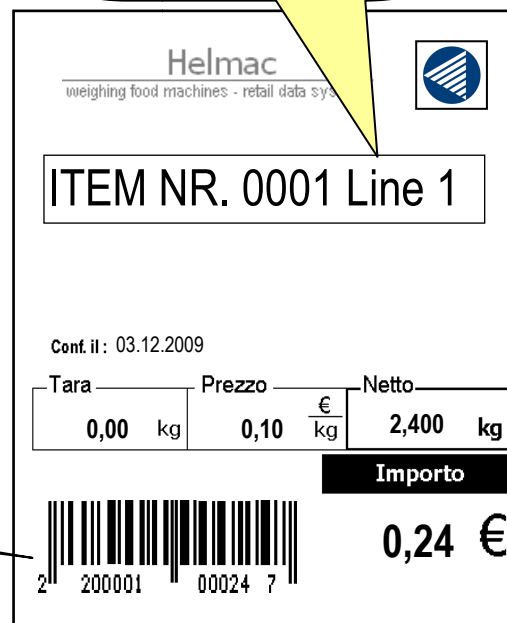 Helmac
weighing food machines - retail data sys
ITEM NR. 0001 Line 1
Conf. il : 03.12.2009
Tara Prezzo Netto
0,00 kg 0,10 € kg 2,400 kg
Importo
0,24 €
2 200001 00024 7